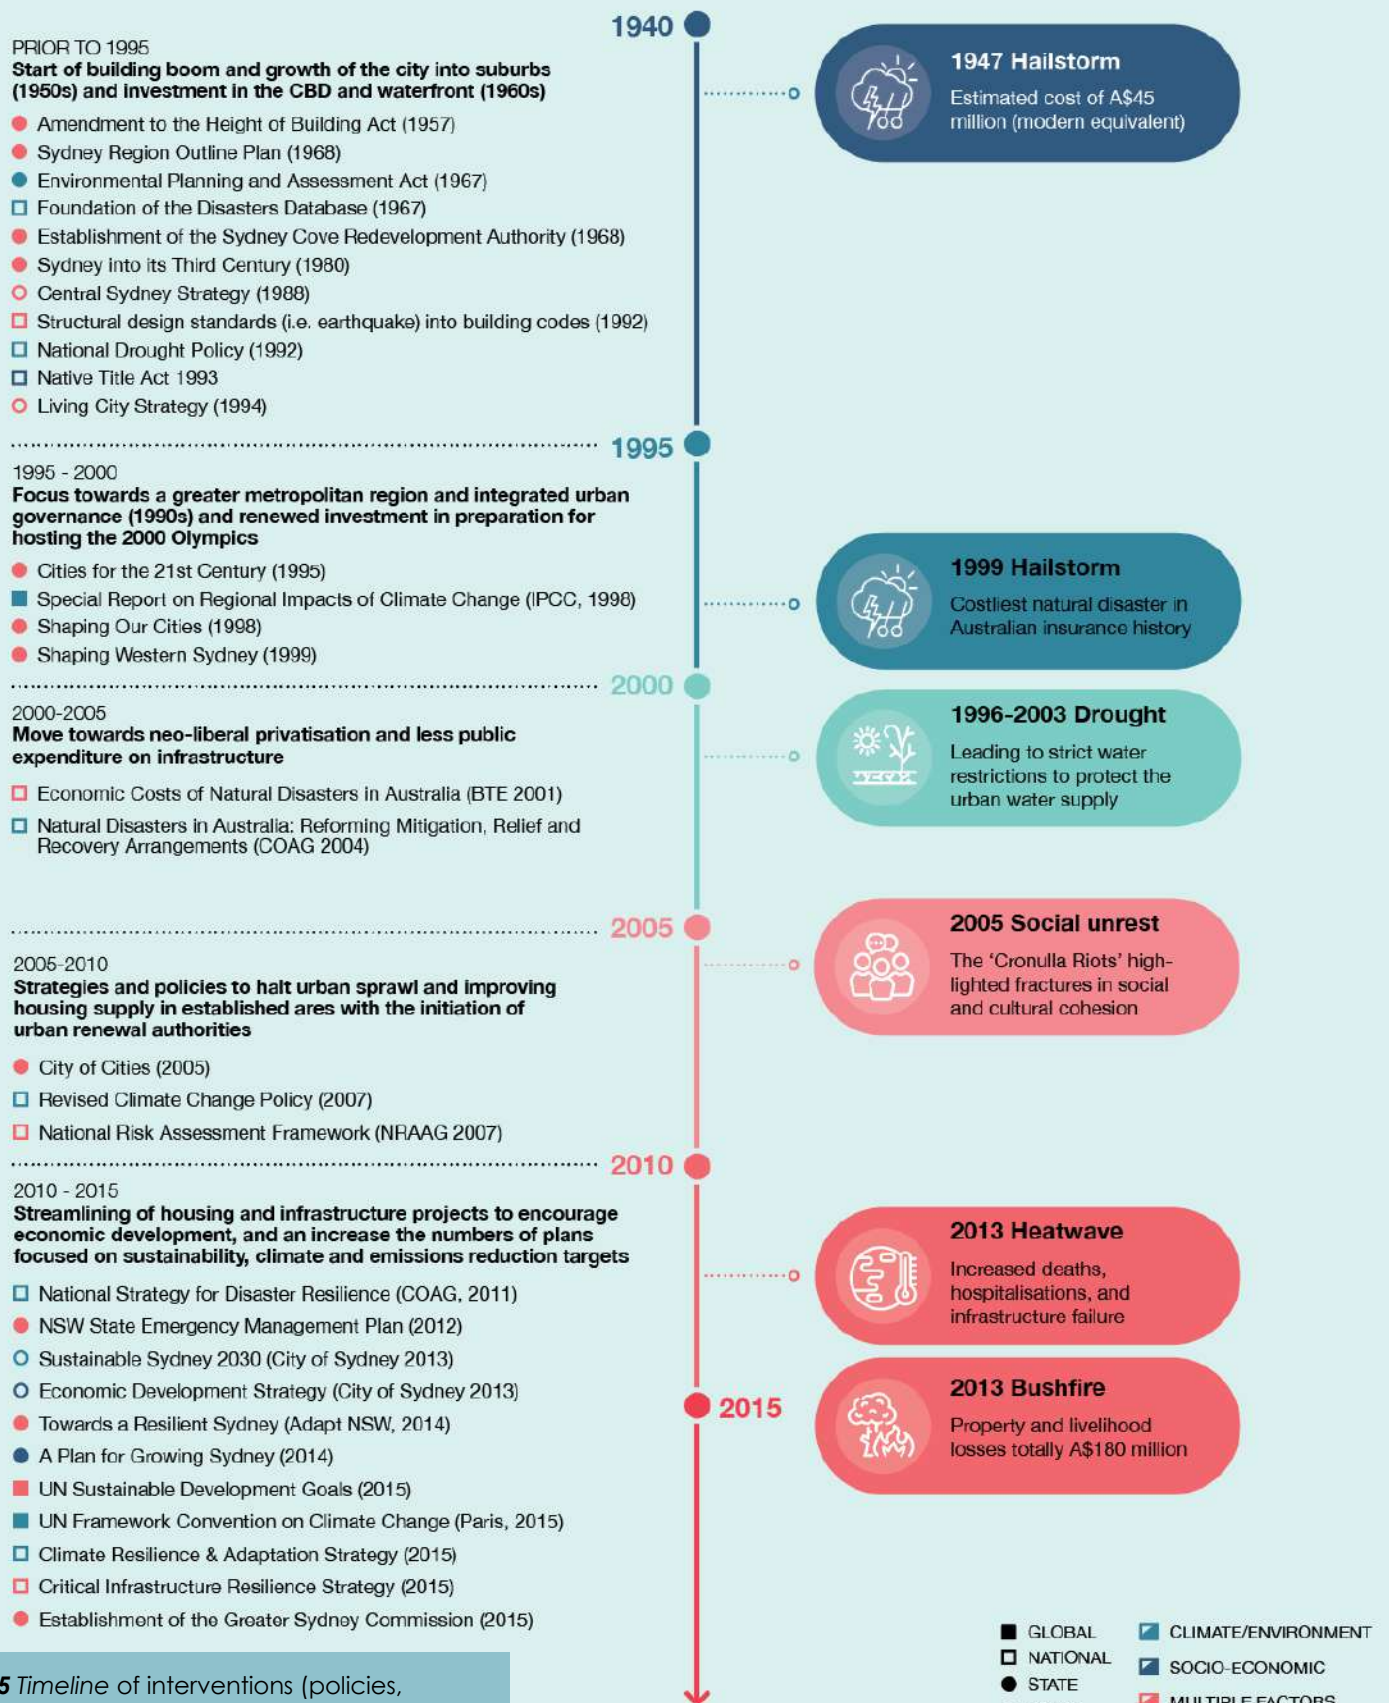 1940
PRIOR TO 1995
Start of building boom and growth of the city into suburbs
(1950s) and investment in the CBD and waterfront (1960s)
Amendment to the Height of Building Act (1957)
Sydney Region Outline Plan (1968)
Environmental Planning and Assessment Act (1967)
Foundation of the Disasters Database (1967)
Establishment of the Sydney Cove Redevelopment Authority (1968)
Sydney into its Third Century (1980)
Central Sydney Strategy (1988)
Structural design standards (i.e. earthquake) into building codes (1992)
National Drought Policy (1992)
Native Title Act 1993
Living City Strategy (1994)
1947 Hailstorm
Estimated cost of A$45
million (modern equivalent)
1995
1995 - 2000
Focus towards a greater metropolitan region and integrated urban
governance (1990s) and renewed investment in preparation for
hosting the 2000 Olympics
Cities for the 21st Century (1995)
Special Report on Regional Impacts of Climate Change (IPCC, 1998)
Shaping Our Cities (1998)
Shaping Western Sydney (1999)
1999 Hailstorm
Costliest natural disaster in
Australian insurance history
2000
2000-2005
Move towards neo-liberal privatisation and less public
expenditure on infrastructure
Economic Costs of Natural Disasters in Australia (BTE 2001)
Natural Disasters in Australia: Reforming Mitigation, Relief and
Recovery Arrangements (COAG 2004)
1996-2003 Drought
Leading to strict water
restrictions to protect the
urban water supply
2005
2005-2010
Strategies and policies to halt urban sprawl and improving
housing supply in established ares with the initiation of
urban renewal authorities
City of Cities (2005)
Revised Climate Change Policy (2007)
National Risk Assessment Framework (NRAAG 2007)
2005 Social unrest
The ‘Cronulla Riots’ high-
lighted fractures in social
and cultural cohesion
2010
2010 - 2015
Streamlining of housing and infrastructure projects to encourage
economic development, and an increase the numbers of plans
focused on sustainability, climate and emissions reduction targets
National Strategy for Disaster Resilience (COAG, 2011)
NSW State Emergency Management Plan (2012)
Sustainable Sydney 2030 (City of Sydney 2013)
Economic Development Strategy (City of Sydney 2013)
Towards a Resilient Sydney (Adapt NSW, 2014)
A Plan for Growing Sydney (2014)
UN Sustainable Development Goals (2015)
UN Framework Convention on Climate Change (Paris, 2015)
Climate Resilience & Adaptation Strategy (2015)
Critical Infrastructure Resilience Strategy (2015)
Establishment of the Greater Sydney Commission (2015)
2013 Heatwave
Increased deaths,
hospitalisations, and
infrastructure failure
2015
2013 Bushfire
Property and livelihood
losses totally A$180 million
GLOBAL
NATIONAL
STATE
CLIMATE/ENVIRONMENT
SOCIO-ECONOMIC
MULTIPLE FACTORS
5 Timeline of interventions (policies,